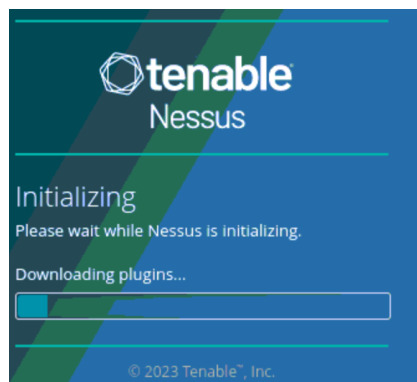 tenable
Nessus
Initializing
Please wait while Nessus is initializing.
Downloading plugins...
© 2023 Tenable™, Inc.